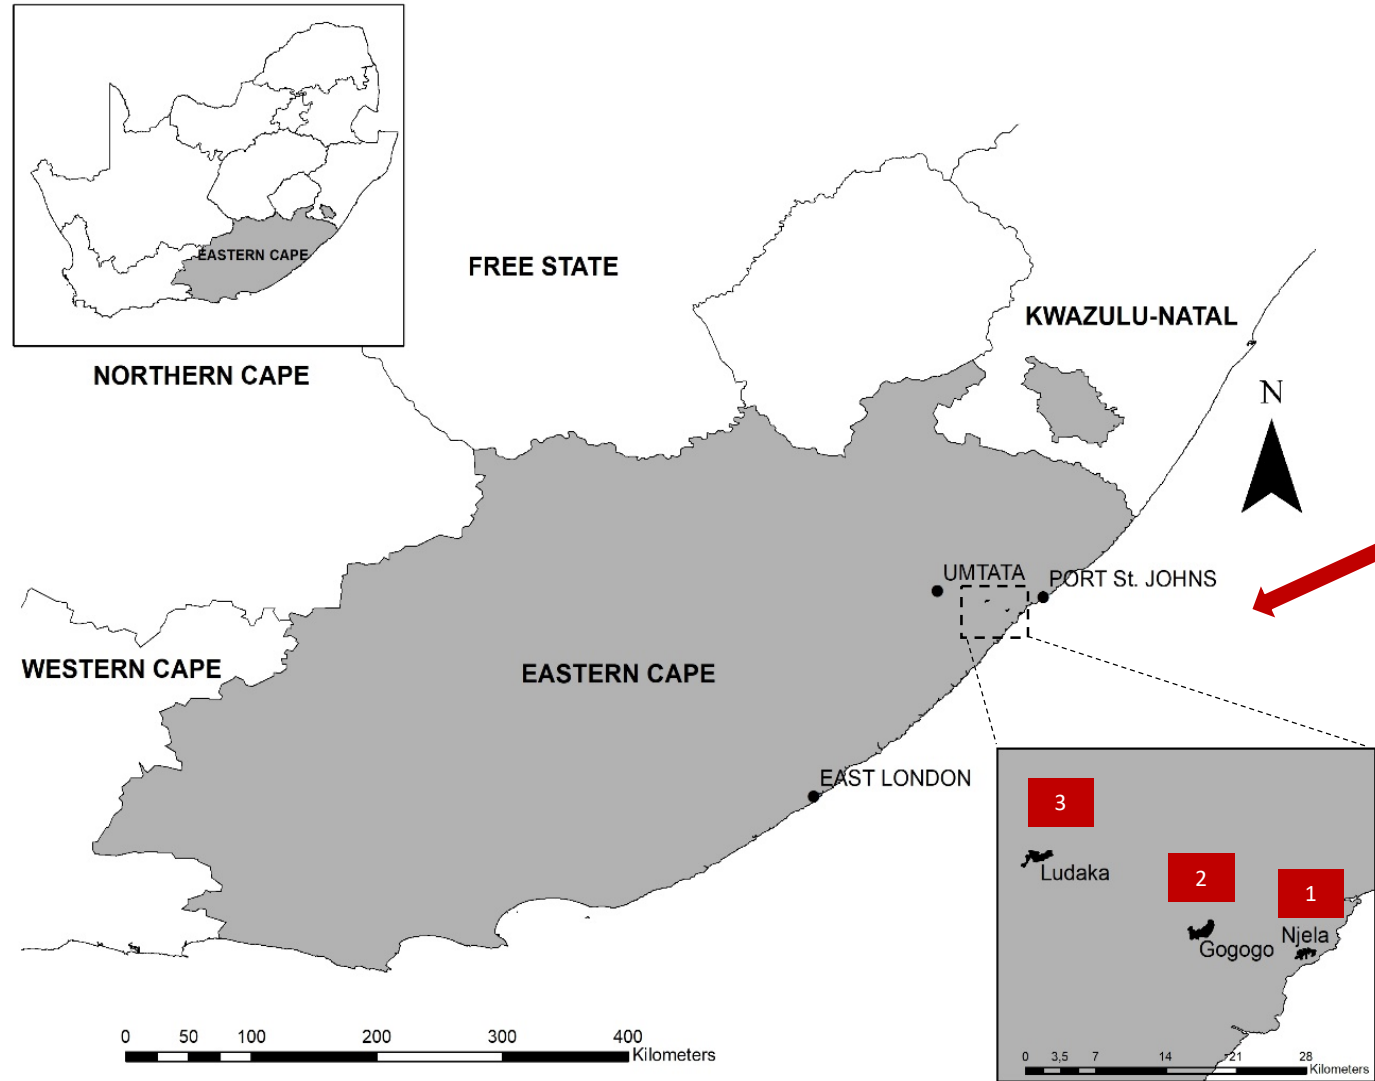 EASTERN CAPE
FREE STATE
KWAZULU-NATAL
NORTHERN CAPE
N
UMTATA
PORT St. JOHNS
WESTERN CAPE
EASTERN CAPE
EAST LONDON
3
Ludaka
2
Gogogo
1
Njela
0 50 100 200 300 400
Kilometers
0 3,5 7 14 21 28
Kilometers